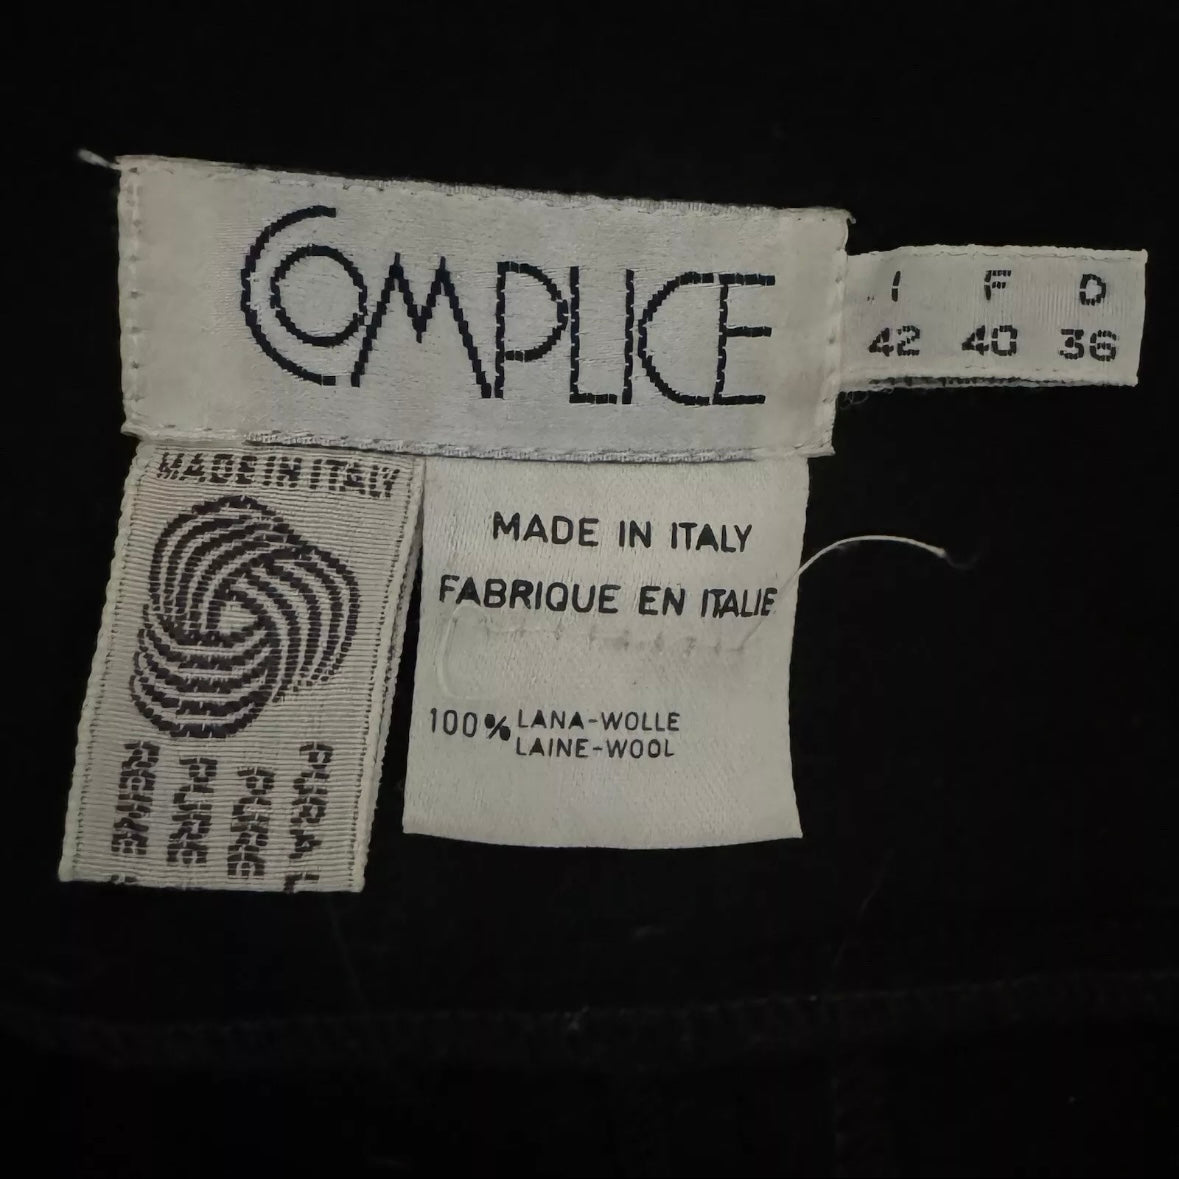 COMPLICE
I F D
42 40 36
MADE IN ITALY
MADE IN ITALY
FABRIQUE EN ITALIE
100% LANA-WOLLE
LAINE-WOOL
PURA
PURE
PURE
REINE